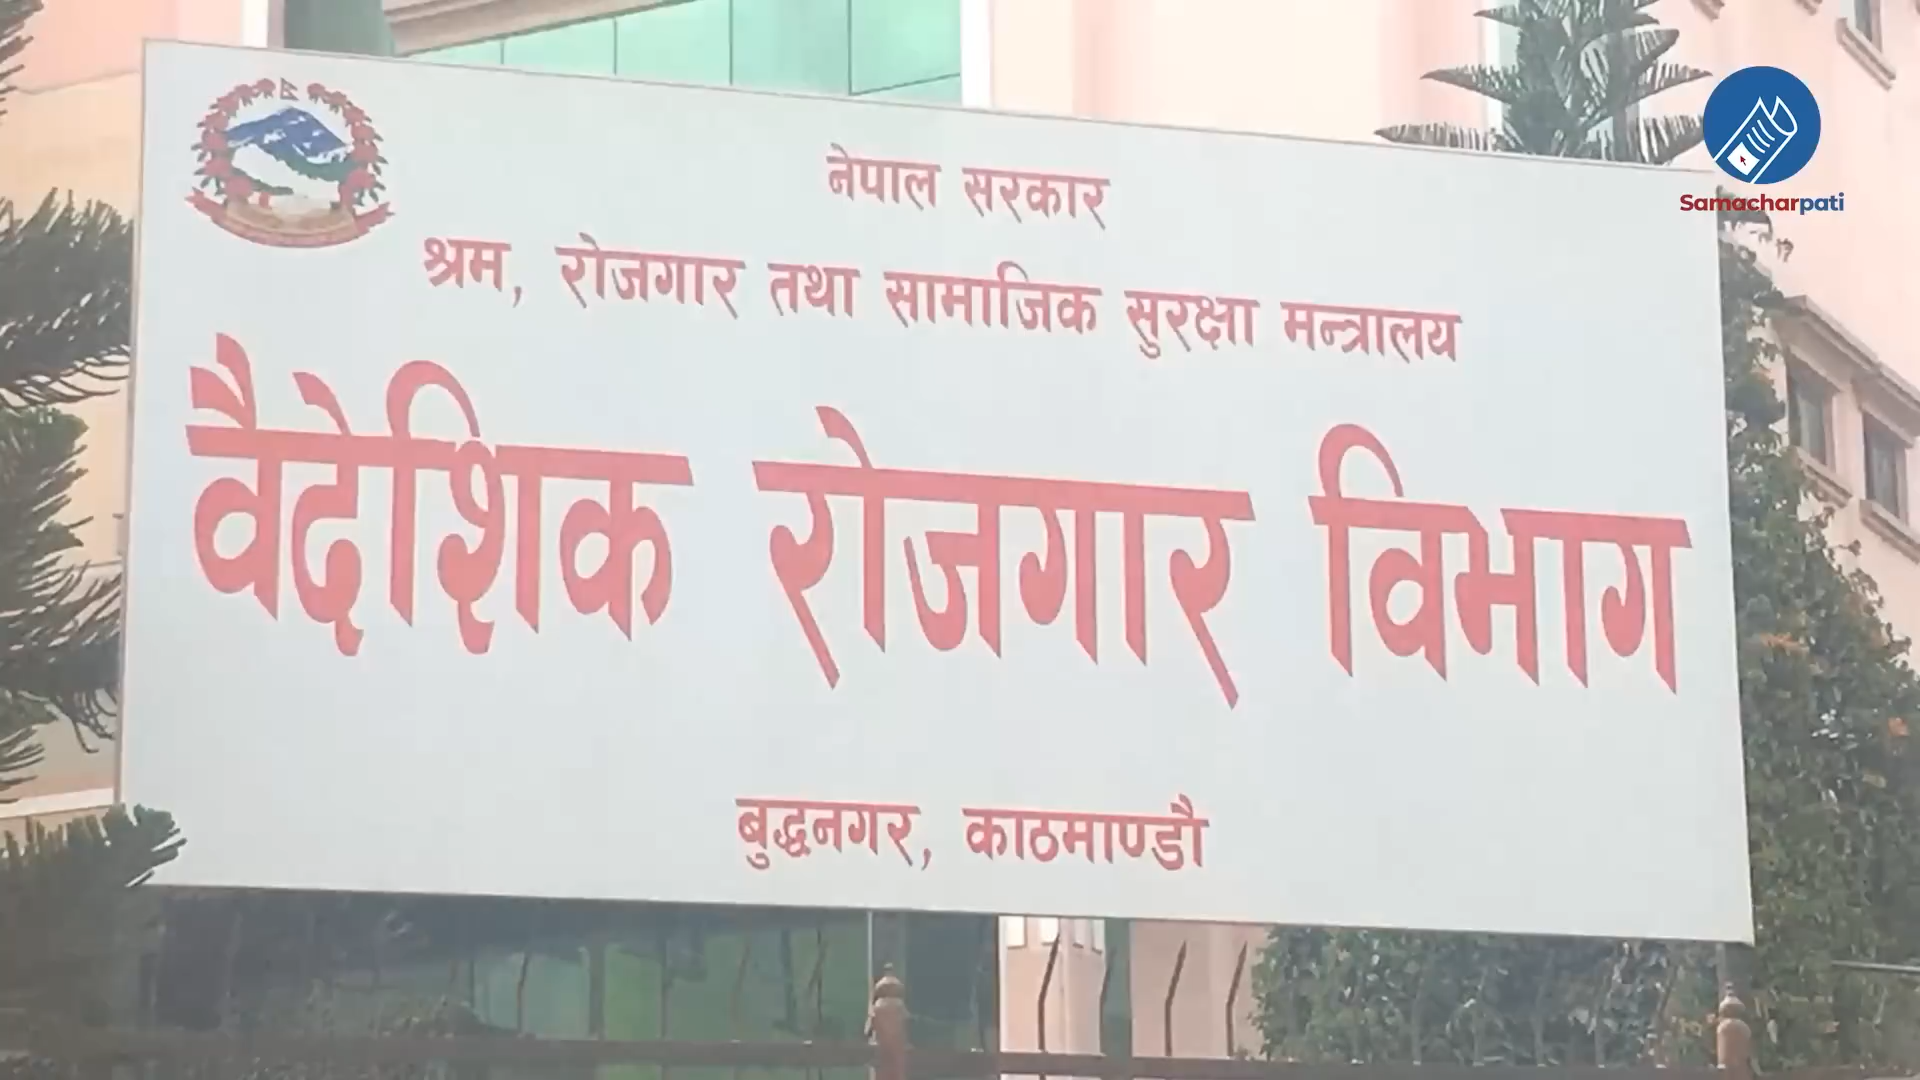 नेपाल सरकार
श्रम, रोजगार तथा सामाजिक सुरक्षा मन्त्रालय
वैदेशिक रोजगार विभाग
बुद्धनगर, काठमाण्डौ
Samacharpati